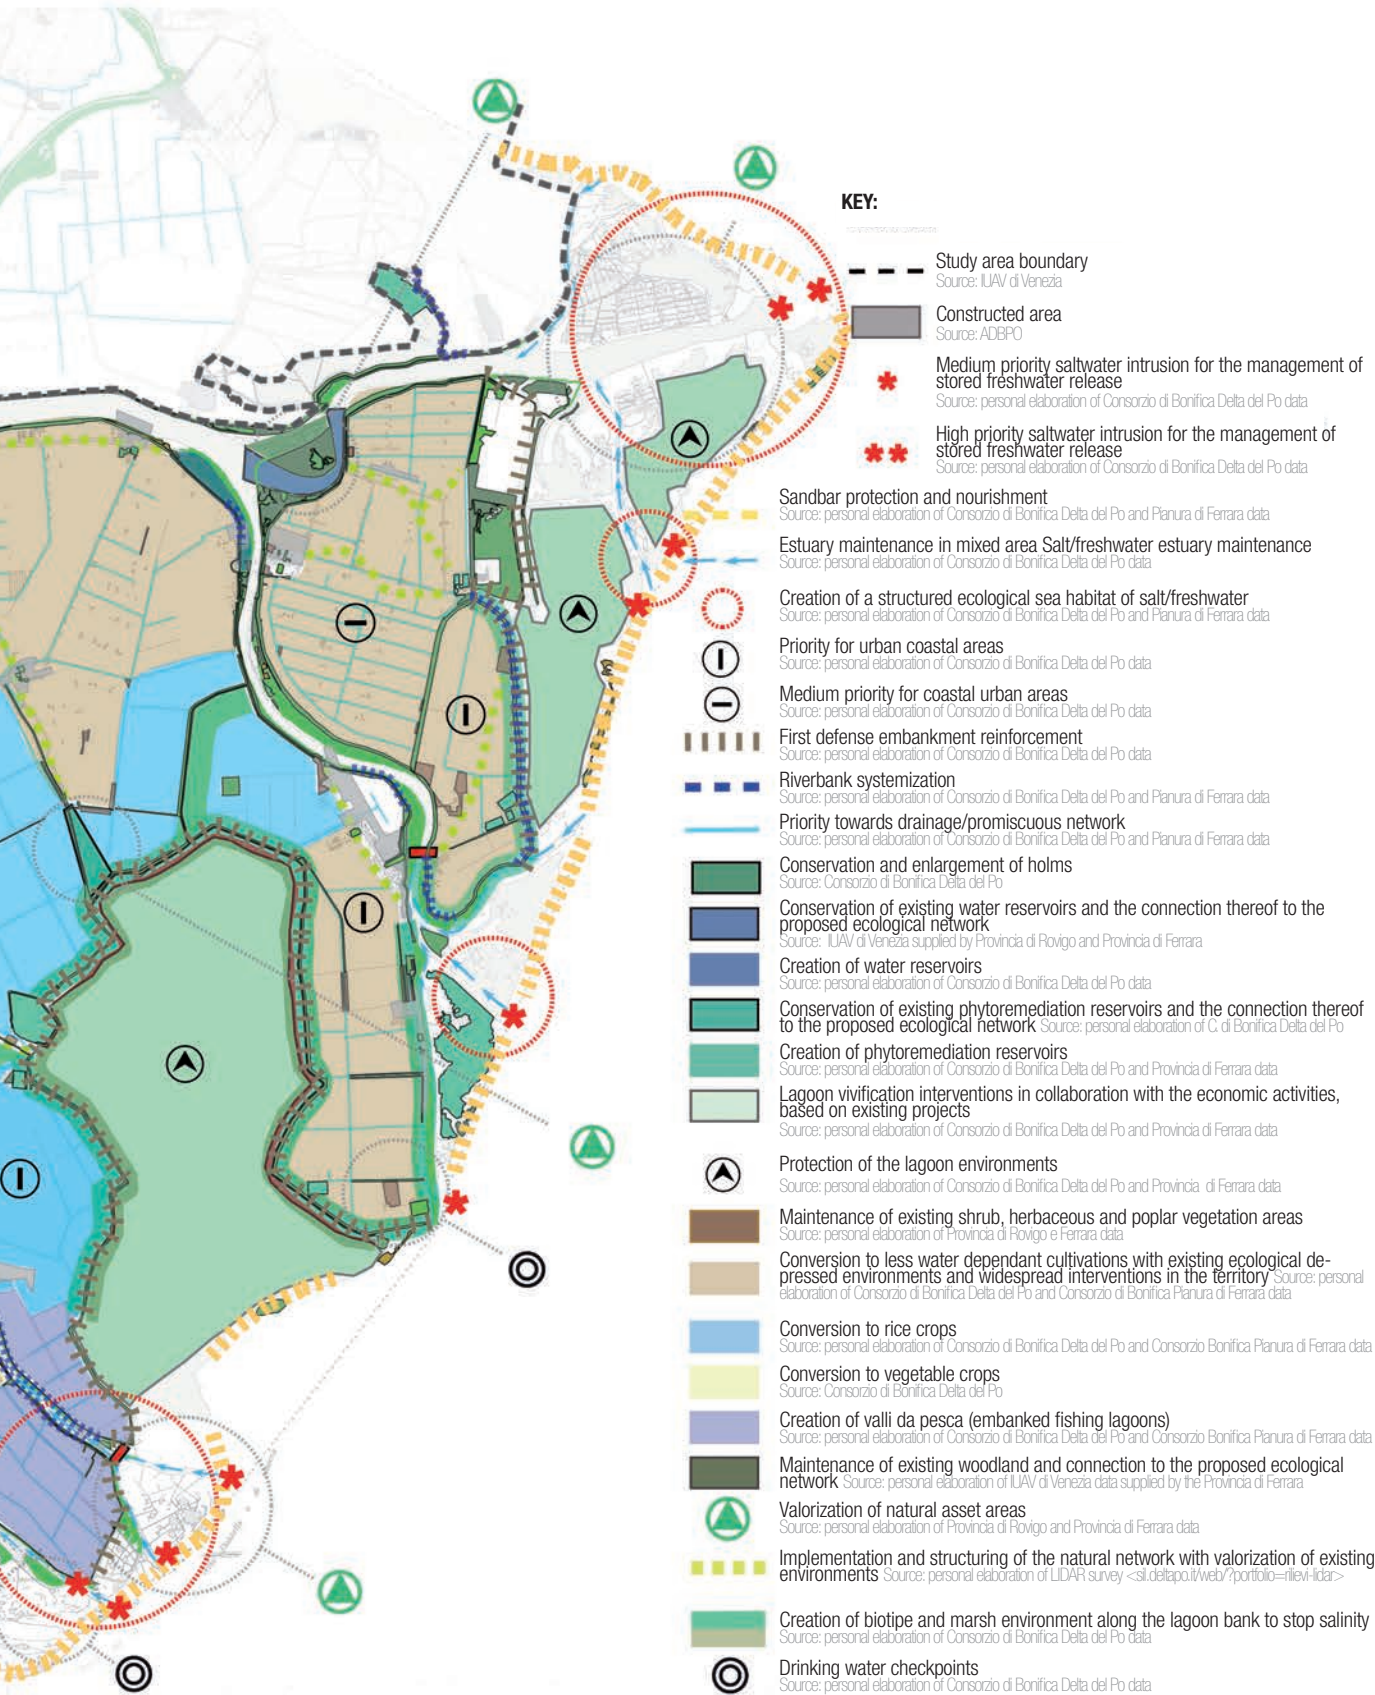 KEY:
Study area boundary
Source: IUAV di Venezia
Constructed area
Source: ADBPO
Medium priority saltwater intrusion for the management of
stored freshwater release
Source: personal elaboration of Consorzio di Bonifica Delta del Po data
High priority saltwater intrusion for the management of
stored freshwater release
Source: personal elaboration of Consorzio di Bonifica Delta del Po data
Sandbar protection and nourishment
Source: personal elaboration of Consorzio di Bonifica Delta del Po and Pianura di Ferrara data
Estuary maintenance in mixed area Salt/freshwater estuary maintenance
Source: personal elaboration of Consorzio di Bonifica Delta del Po data
Creation of a structured ecological sea habitat of salt/freshwater
Source: personal elaboration of Consorzio di Bonifica Delta del Po and Pianura di Ferrara data
Priority for urban coastal areas
Source: personal elaboration of Consorzio di Bonifica Delta del Po data
Medium priority for coastal urban areas
Source: personal elaboration of Consorzio di Bonifica Delta del Po data
First defense embankment reinforcement
Source: personal elaboration of Consorzio di Bonifica Delta del Po data
Riverbank systemization
Source: personal elaboration of Consorzio di Bonifica Delta del Po and Pianura di Ferrara data
Priority towards drainage/promiscuous network
Source: personal elaboration of Consorzio di Bonifica Delta del Po and Pianura di Ferrara data
Conservation and enlargement of holms
Source: Consorzio di Bonifica Delta del Po
Conservation of existing water reservoirs and the connection thereof to the
proposed ecological network
Source: IUAV di Venezia supplied by Provincia di Rovigo and Provincia di Ferrara
Creation of water reservoirs
Source: personal elaboration of Consorzio di Bonifica Delta del Po data
Conservation of existing phytoremediation reservoirs and the connection thereof
to the proposed ecological network Source: personal elaboration of C. di Bonifica Delta del Po
Creation of phytoremediation reservoirs
Source: personal elaboration of Consorzio di Bonifica Delta del Po and Provincia di Ferrara data
Lagoon vivification interventions in collaboration with the economic activities,
based on existing projects
Source: personal elaboration of Consorzio di Bonifica Delta del Po and Provincia di Ferrara data
Protection of the lagoon environments
Source: personal elaboration of Consorzio di Bonifica Delta del Po and Provincia di Ferrara data
Maintenance of existing shrub, herbaceous and poplar vegetation areas
Source: personal elaboration of Provincia di Rovigo e Ferrara data
Conversion to less water dependant cultivations with existing ecological de-
pressed environments and widespread interventions in the territory Source: personal
elaboration of Consorzio di Bonifica Delta del Po and Consorzio di Bonifica Pianura di Ferrara data
Conversion to rice crops
Source: personal elaboration of Consorzio di Bonifica Delta del Po and Consorzio Bonifica Pianura di Ferrara data
Conversion to vegetable crops
Source: Consorzio di Bonifica Delta del Po
Creation of valli da pesca (embanked fishing lagoons)
Source: personal elaboration of Consorzio di Bonifica Delta del Po and Consorzio Bonifica Pianura di Ferrara data
Maintenance of existing woodland and connection to the proposed ecological
network Source: personal elaboration of IUAV di Venezia data supplied by the Provincia di Ferrara
Valorization of natural asset areas
Source: personal elaboration of Provincia di Rovigo and Provincia di Ferrara data
Implementation and structuring of the natural network with valorization of existing
environments Source: personal elaboration of LIDAR survey <sil.deltapo.it/web/?portfolio=rilievi-lidar>
Creation of biotipe and marsh environment along the lagoon bank to stop salinity
Source: personal elaboration of Consorzio di Bonifica Delta del Po data
Drinking water checkpoints
Source: personal elaboration of Consorzio di Bonifica Delta del Po data